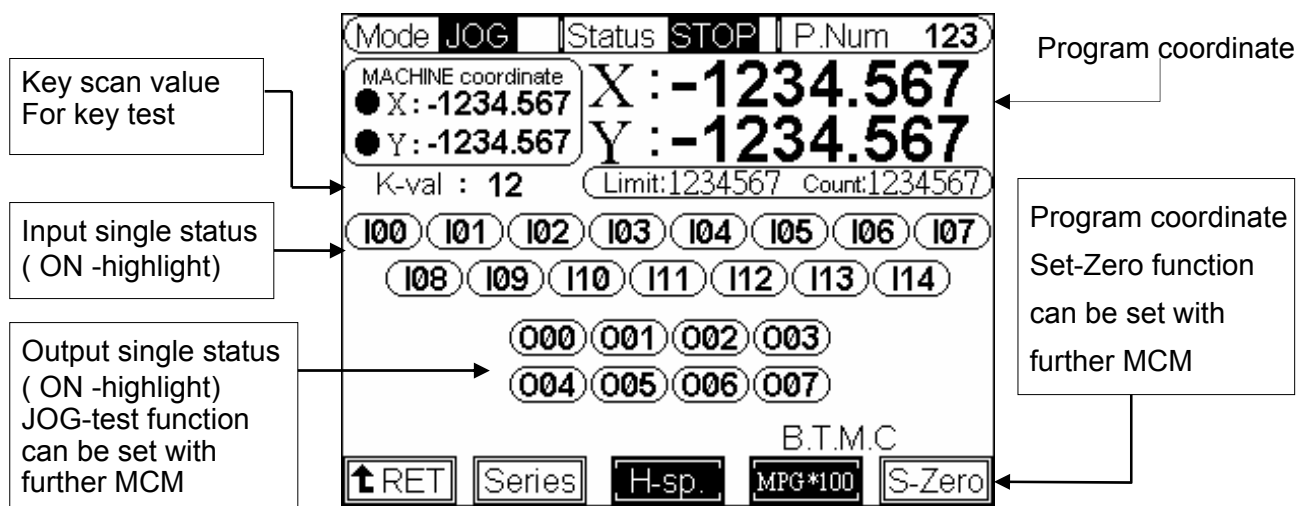 Mode JOG Status STOP P.Num 123
Program coordinate
Key scan value
For key test
MACHINE coordinate
X:-1234.567
Y:-1234.567
X:-1234.567
Y:-1234.567
K-val : 12
Limit:1234567 Count:1234567
Input single status
( ON -highlight)
I00 I01 I02 I03 I04 I05 I06 I07
I08 I09 I10 I11 I12 I13 I14
Program coordinate
Set-Zero function
can be set with
further MCM
Output single status
( ON -highlight)
JOG-test function
can be set with
further MCM
O00 O01 O02 O03
O04 O05 O06 O07
B.T.M.C
RET Series H-sp. MPG*100 S-Zero